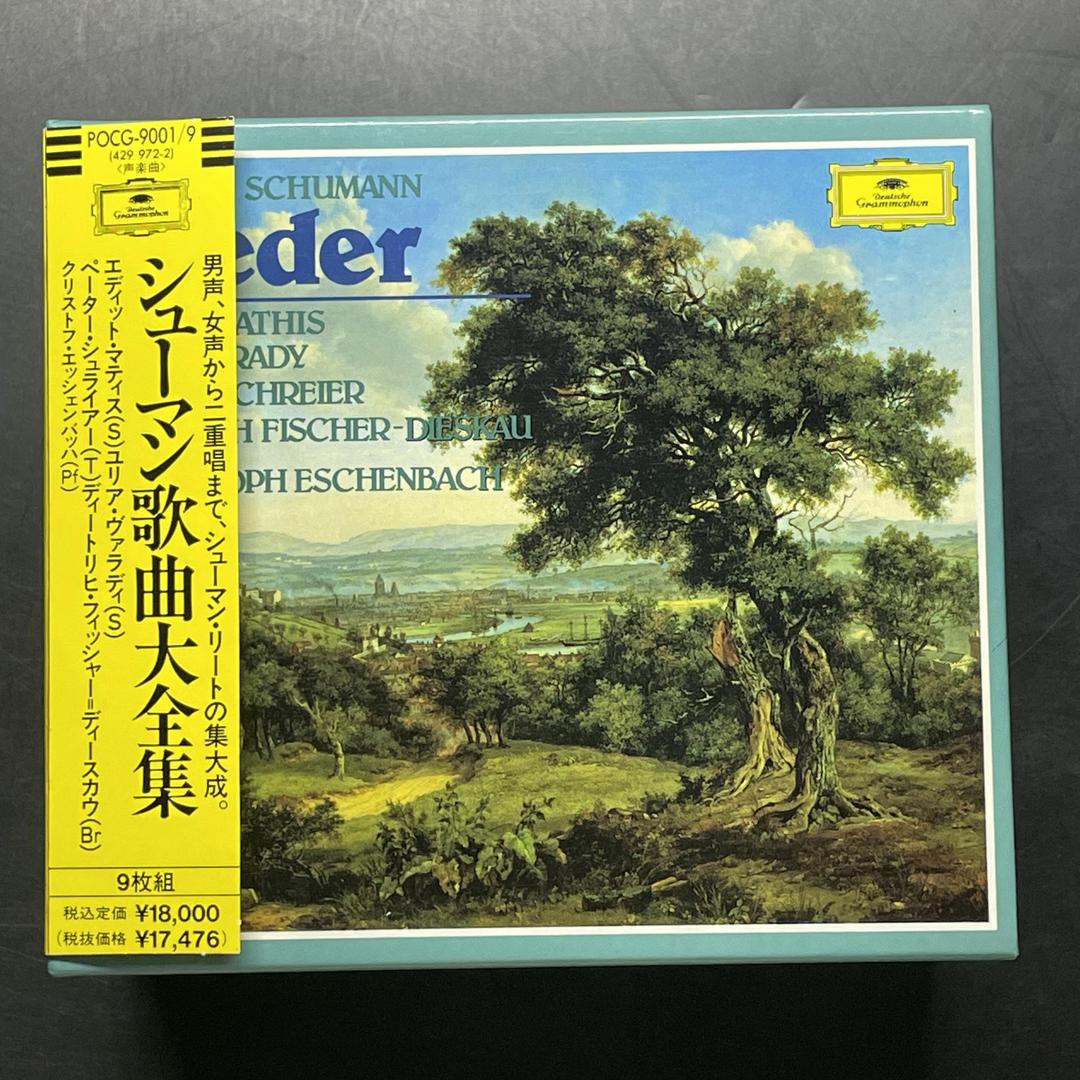 POCG-9001/9
(429 972-2)
〈声楽曲〉
Deutsche
Grammophon
男声、女声から二重唱まで、シューマン・リートの集大成。
シューマン歌曲大全集
エディット・マティス(S)ユリア・ヴァラディ(S)
ペーター・シュライアー(T)ディートリヒ・フィッシャー=ディースカウ(Br)
クリストフ・エッシェンバッハ(Pf)
9枚組
税込定価 ¥18,000
(税抜価格 ¥17,476)
SCHUMANN
eder
ATHIS
RADY
CHREIER
H FISCHER-DIESKAU
OPH ESCHENBACH
Deutsche
Grammophon